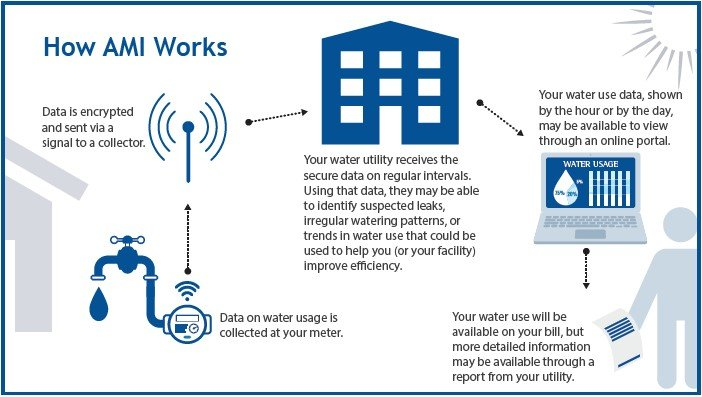 How AMI Works
Data is encrypted
and sent via a
signal to a collector.
Data on water usage is
collected at your meter.
Your water utility receives the
secure data on regular intervals.
Using that data, they may be able
to identify suspected leaks,
irregular watering patterns, or
trends in water use that could be
used to help you (or your facility)
improve efficiency.
Your water use data, shown
by the hour or by the day,
may be available to view
through an online portal.
WATER USAGE
5%
75%
20%
Your water use will be
available on your bill, but
more detailed information
may be available through a
report from your utility.